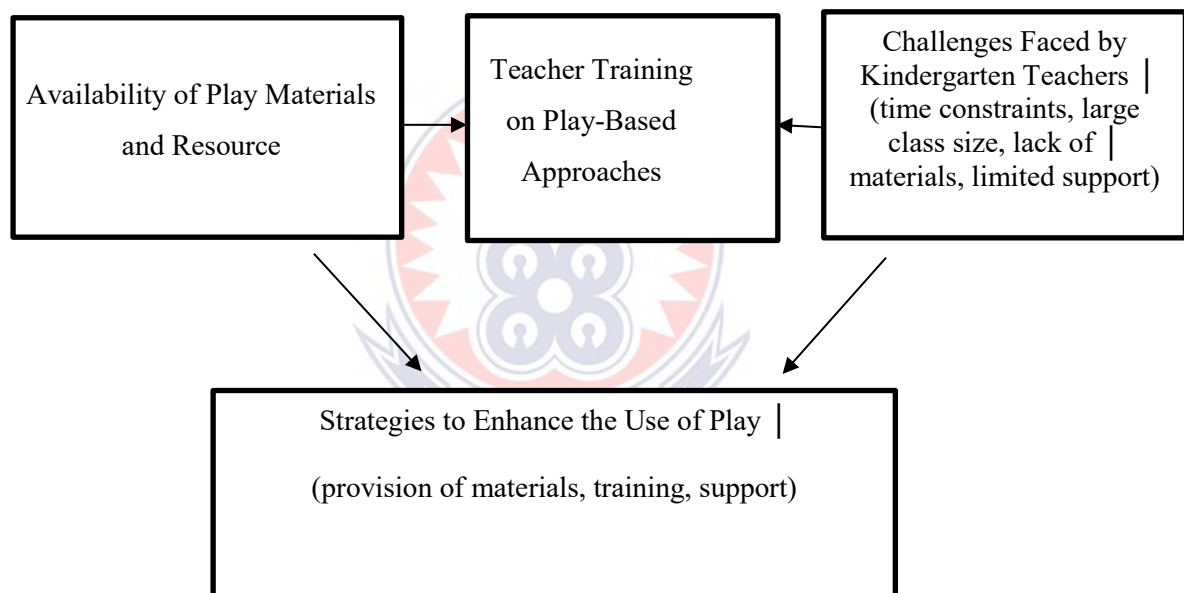 Availability of Play Materials
and Resource
Teacher Training
on Play-Based
Approaches
Challenges Faced by
Kindergarten Teachers |
(time constraints, large
class size, lack of |
materials, limited support)
Strategies to Enhance the Use of Play |
(provision of materials, training, support)